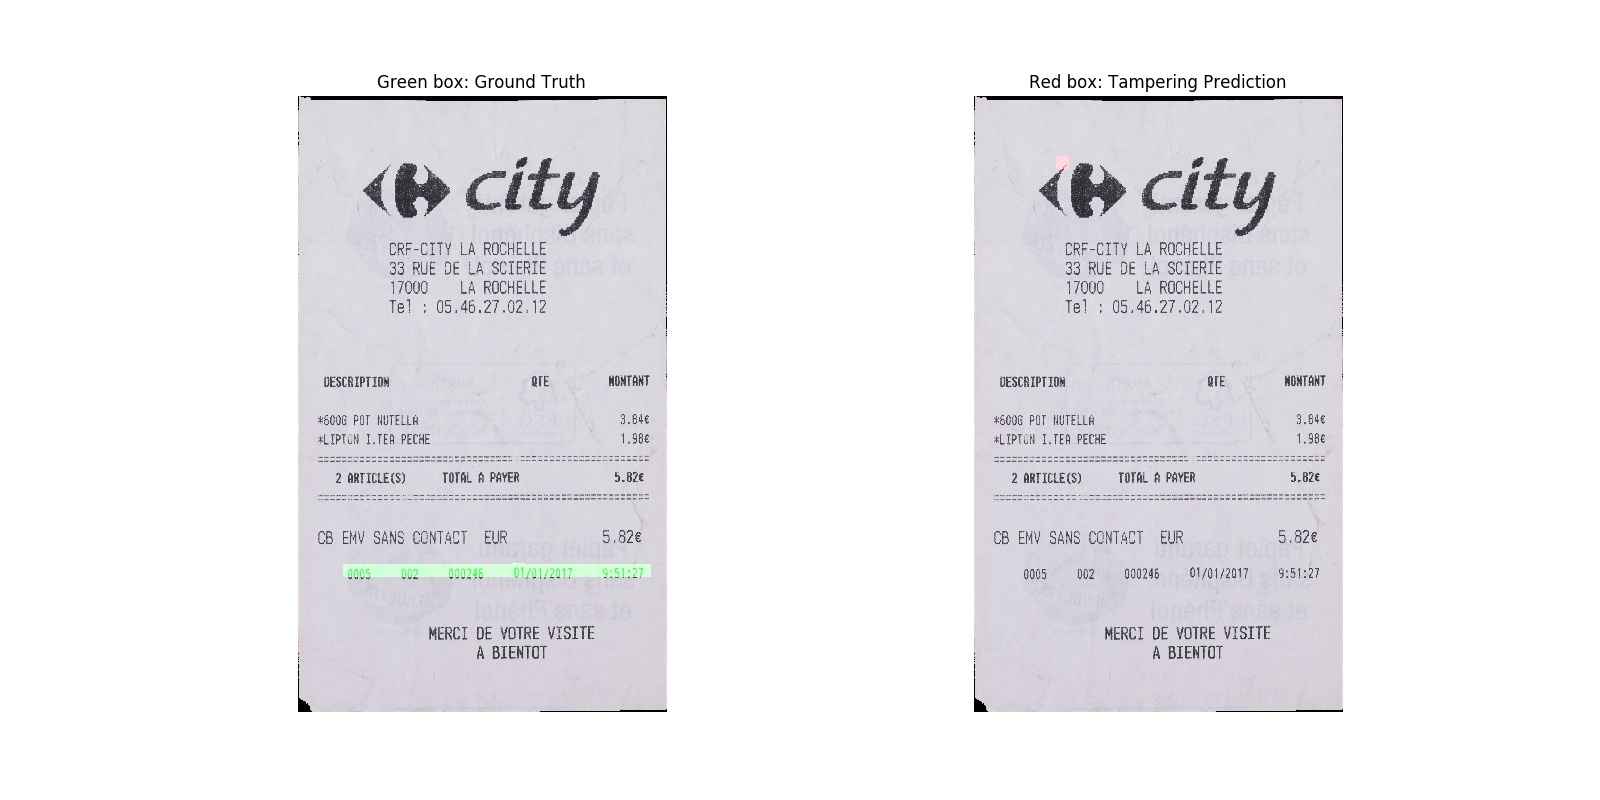 Green box: Ground Truth
city
CRF-CITY LA ROCHELLE
33 RUE DE LA SCIERIE
17000 LA ROCHELLE
Tel : 05.46.27.02.12
DESCRIPTION QTE MONTANT
*600G POT NUTELLA 3.84€
*LIPTON I.TEA PECHE 1.98€
2 ARTICLE(S) TOTAL A PAYER 5.82€
CB EMV SANS CONTACT EUR 5.82€
0005 002 000246 01/01/2017 9:51:27
MERCI DE VOTRE VISITE
A BIENTOT
Red box: Tampering Prediction
city
CRF-CITY LA ROCHELLE
33 RUE DE LA SCIERIE
17000 LA ROCHELLE
Tel : 05.46.27.02.12
DESCRIPTION QTE MONTANT
*600G POT NUTELLA 3.84€
*LIPTON I.TEA PECHE 1.98€
2 ARTICLE(S) TOTAL A PAYER 5.82€
CB EMV SANS CONTACT EUR 5.82€
0005 002 000246 01/01/2017 9:51:27
MERCI DE VOTRE VISITE
A BIENTOT